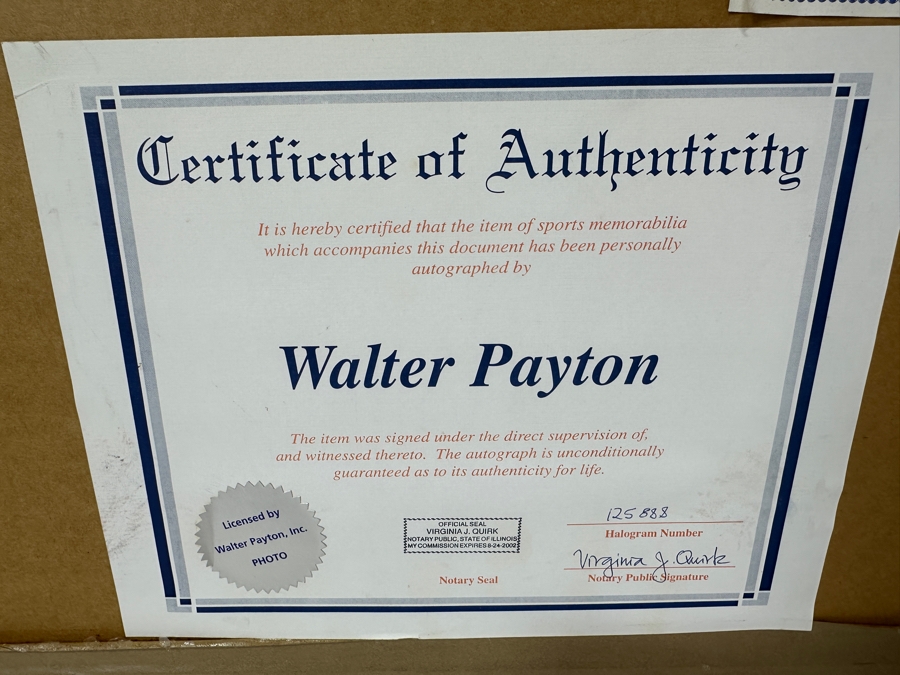 Certificate of Authenticity
It is hereby certified that the item of sports memorabilia
which accompanies this document has been personally
autographed by
Walter Payton
The item was signed under the direct supervision of,
and witnessed thereto. The autograph is unconditionally
guaranteed as to its authenticity for life.
Licensed by
Walter Payton, Inc.
PHOTO
OFFICIAL SEAL
VIRGINIA J. QUIRK
NOTARY PUBLIC, STATE OF ILLINOIS
MY COMMISSION EXPIRES 8-24-2002
Notary Seal
125888
Halogram Number
Virginia J. Quirk
Notary Public Signature